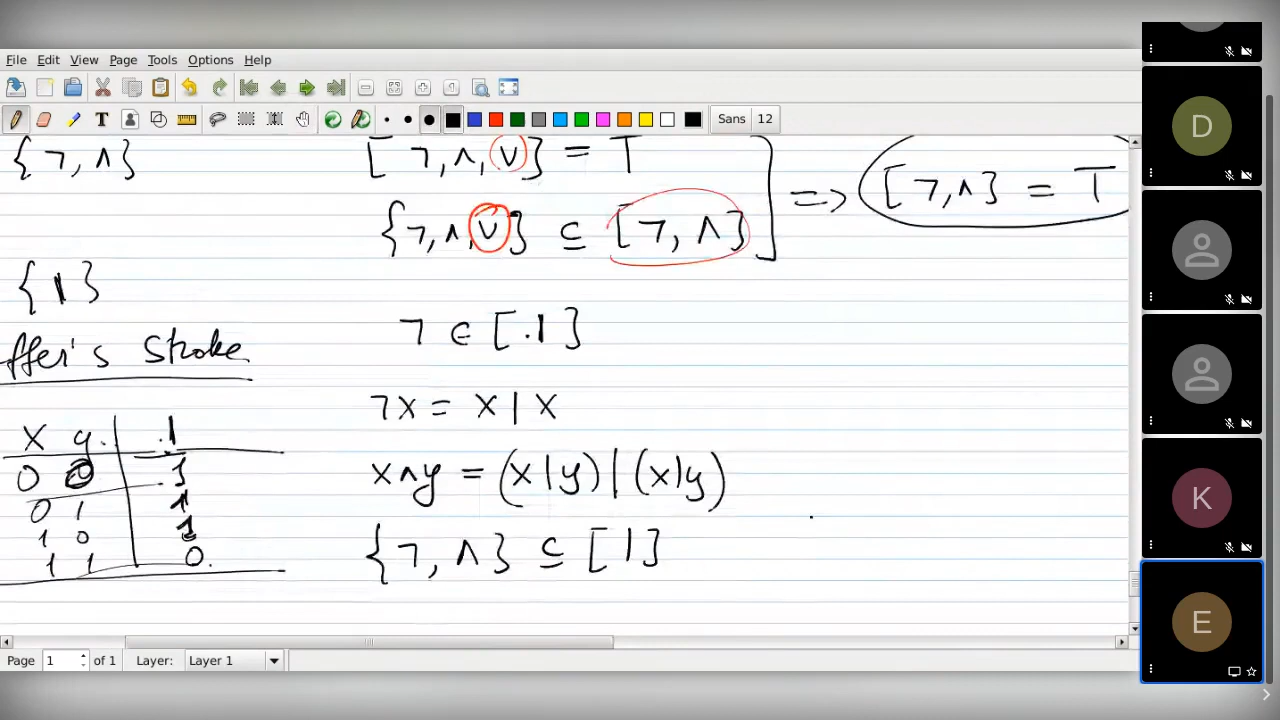 File Edit View Page Tools Options Help
Sans 12
{¬, ∧}
[¬, ∧, ∨} = T
{¬, ∧, ∨} ⊆ [¬, ∧}
=> [¬, ∧} = T
{|}
¬ ∈ [.|]
ffer's Stroke
¬x = x | x
x y. .|
0 0 1
0 1 1
1 0 1
1 1 0.
x∧y = (x|y) | (x|y)
{¬, ∧} ⊆ [|]
Page 1 of 1 Layer: Layer 1
D
K
E